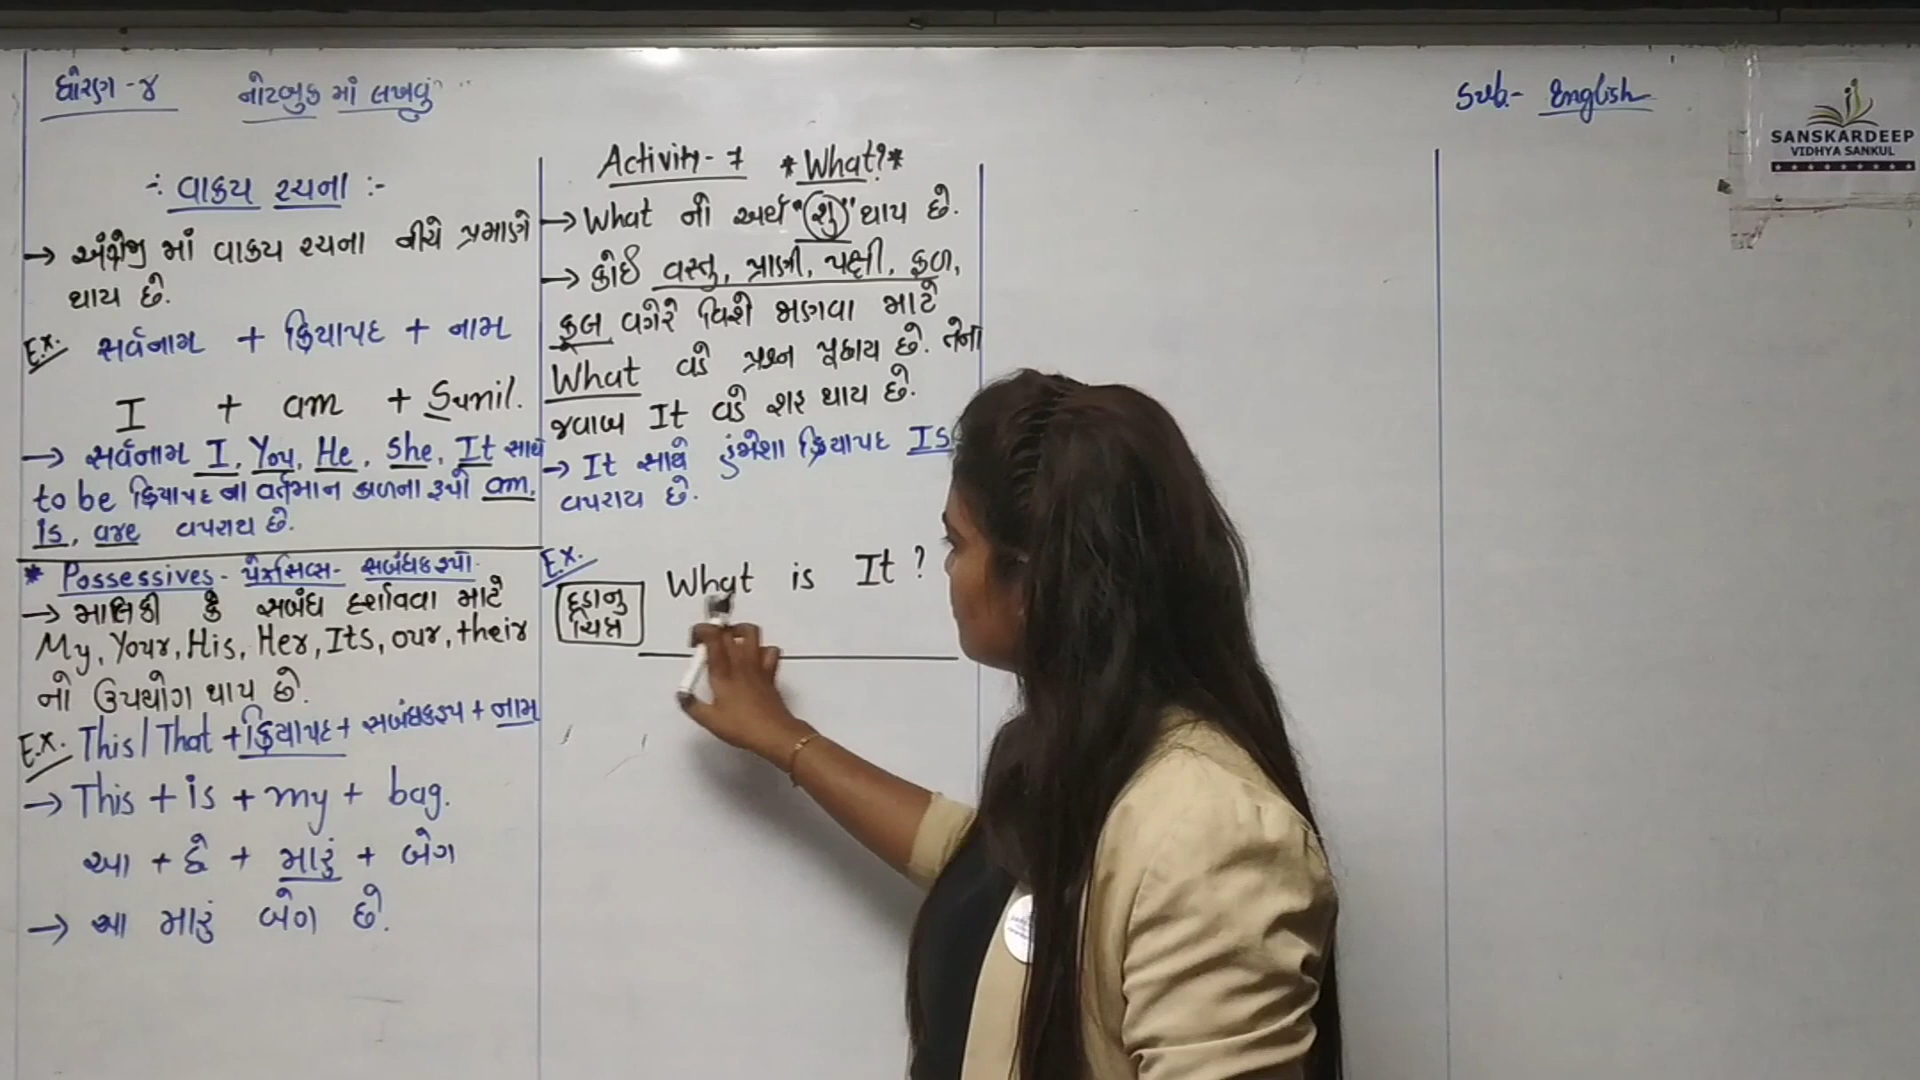 ધોરણ - ૪ નોટબુક માં લખવું
Sub.- English
SANSKARDEEP
VIDHYA SANKUL
-: વાક્ય રચના :-
→ અંગ્રેજી માં વાક્ય રચના નીચે પ્રમાણે
થાય છે.
Ex. સર્વનામ + ક્રિયાપદ + નામ
I + am + Sunil.
→ સર્વનામ I, You, He, She, It સાથે
to be ક્રિયાપદ ના વર્તમાન કાળના રૂપો am,
Is, are વપરાય છે.
* Possessives - પેઝેસિવ્સ - સબંધક રૂપો
→ માલિકી કે સબંધ દર્શાવવા માટે
My, Your, His, Her, Its, our, their
નો ઉપયોગ થાય છે.
Ex. This / That + ક્રિયાપદ + સબંધકરૂપ + નામ
→ This + is + my + bag.
આ + છે + મારું + બેગ
→ આ મારું બેગ છે.
Activity - 7 * What? *
→ What નો અર્થ "શું" થાય છે.
→ કોઈ વસ્તુ, પ્રાણી, પક્ષી, ફળ,
ફુલ વગેરે વિશે જાણવા માટે
What વડે પ્રશ્ન પૂછાય છે. તેના
જવાબ It વડે શરૂ થાય છે.
→ It સાથે હંમેશા ક્રિયાપદ Is
વપરાય છે.
Ex.
દડાનુ
ચિત્ર
What is It ?